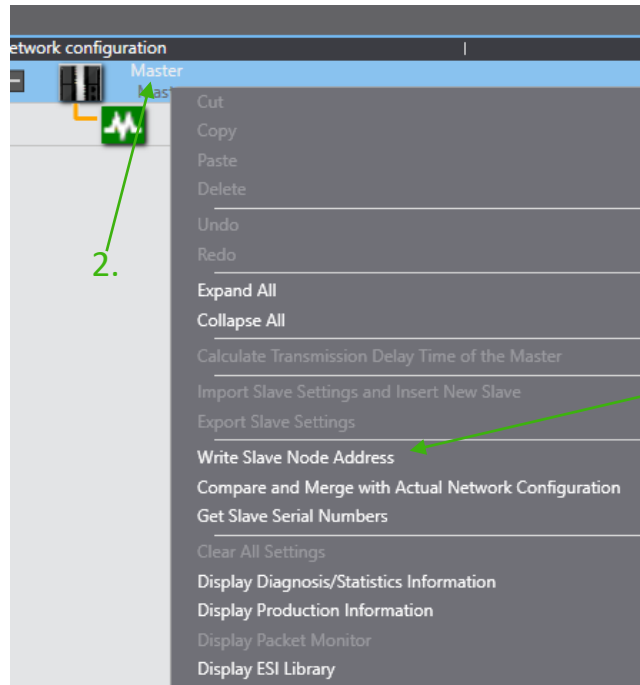 etwork configuration
Master
Mas
2.
Cut
Copy
Paste
Delete
Undo
Redo
Expand All
Collapse All
Calculate Transmission Delay Time of the Master
Import Slave Settings and Insert New Slave
Export Slave Settings
Write Slave Node Address
Compare and Merge with Actual Network Configuration
Get Slave Serial Numbers
Clear All Settings
Display Diagnosis/Statistics Information
Display Production Information
Display Packet Monitor
Display ESI Library